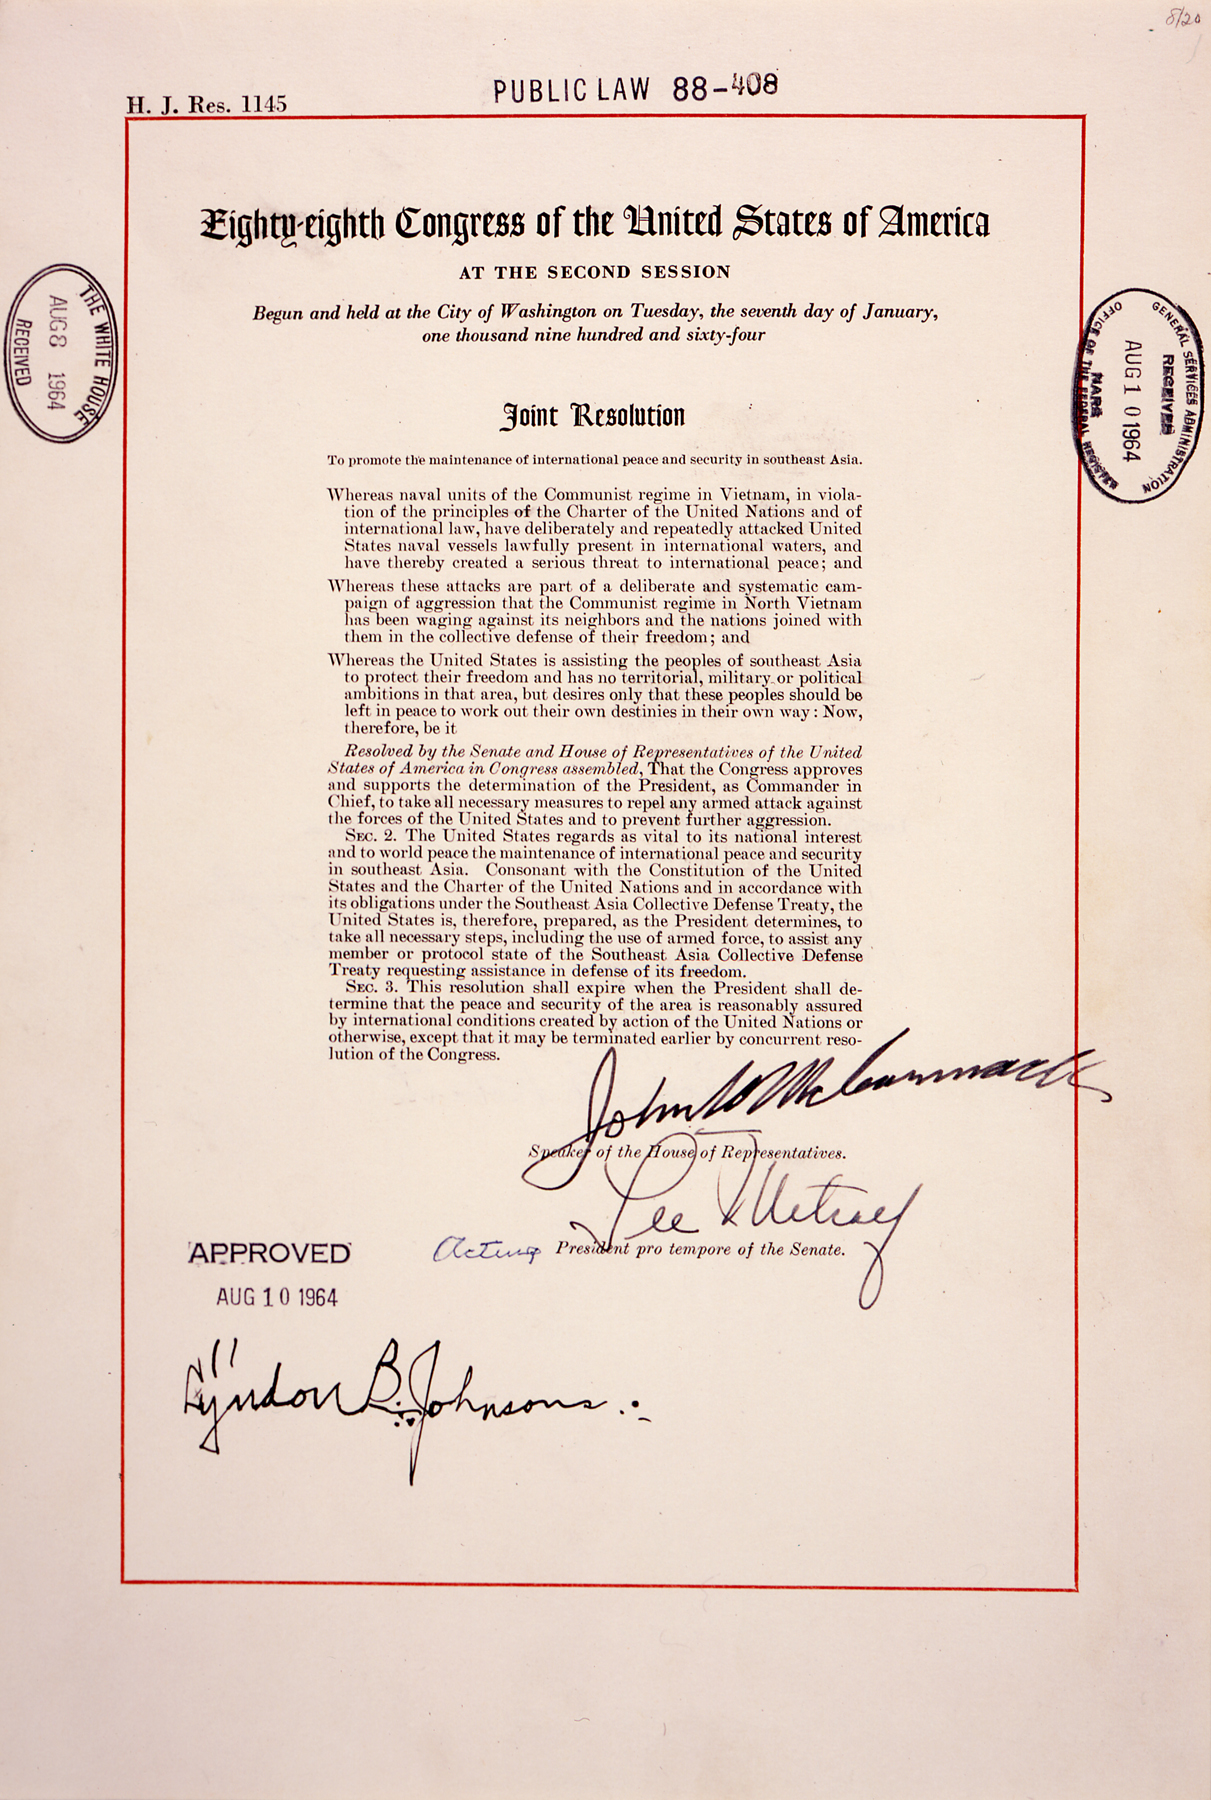 8/20
PUBLIC LAW 88-408
H. J. Res. 1145
Eighty-eighth Congress of the United States of America
AT THE SECOND SESSION
Begun and held at the City of Washington on Tuesday, the seventh day of January,
one thousand nine hundred and sixty-four
THE WHITE HOUSE
AUG 8 1964
RECEIVED
GENERAL SERVICES ADMINISTRATION
RECEIVED
AUG 10 1964
NARS
OFFICE OF THE FEDERAL REGISTER
Joint Resolution
To promote the maintenance of international peace and security in southeast Asia.
Whereas naval units of the Communist regime in Vietnam, in viola-
tion of the principles of the Charter of the United Nations and of
international law, have deliberately and repeatedly attacked United
States naval vessels lawfully present in international waters, and
have thereby created a serious threat to international peace; and
Whereas these attacks are part of a deliberate and systematic cam-
paign of aggression that the Communist regime in North Vietnam
has been waging against its neighbors and the nations joined with
them in the collective defense of their freedom; and
Whereas the United States is assisting the peoples of southeast Asia
to protect their freedom and has no territorial, military or political
ambitions in that area, but desires only that these peoples should be
left in peace to work out their own destinies in their own way: Now,
therefore, be it
Resolved by the Senate and House of Representatives of the United
States of America in Congress assembled, That the Congress approves
and supports the determination of the President, as Commander in
Chief, to take all necessary measures to repel any armed attack against
the forces of the United States and to prevent further aggression.
SEC. 2. The United States regards as vital to its national interest
and to world peace the maintenance of international peace and security
in southeast Asia. Consonant with the Constitution of the United
States and the Charter of the United Nations and in accordance with
its obligations under the Southeast Asia Collective Defense Treaty, the
United States is, therefore, prepared, as the President determines, to
take all necessary steps, including the use of armed force, to assist any
member or protocol state of the Southeast Asia Collective Defense
Treaty requesting assistance in defense of its freedom.
SEC. 3. This resolution shall expire when the President shall de-
termine that the peace and security of the area is reasonably assured
by international conditions created by action of the United Nations or
otherwise, except that it may be terminated earlier by concurrent reso-
lution of the Congress.
John W McCormack
Speaker of the House of Representatives.
Lee Metcalf
Acting President pro tempore of the Senate.
APPROVED
AUG 10 1964
Lyndon B. Johnson